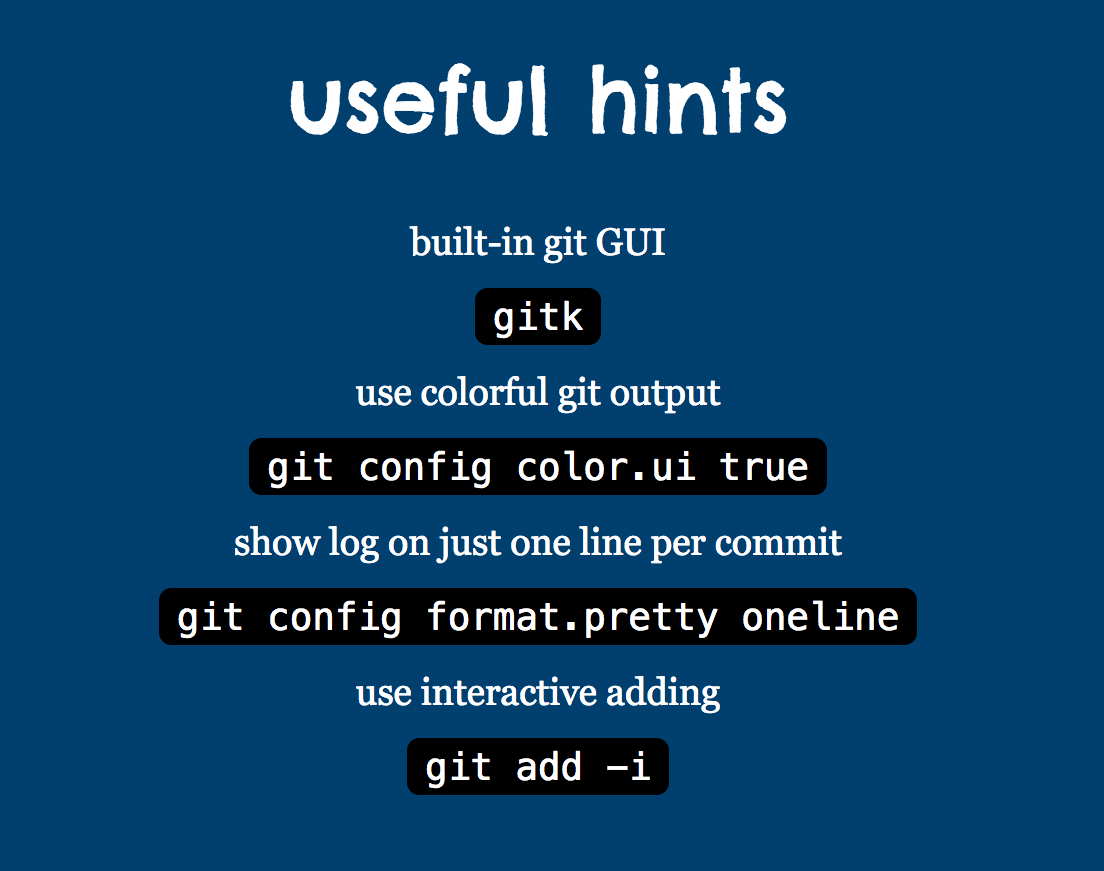 useful hints
built-in git GUI
gitk
use colorful git output
git config color.ui true
show log on just one line per commit
git config format.pretty oneline
use interactive adding
git add -i